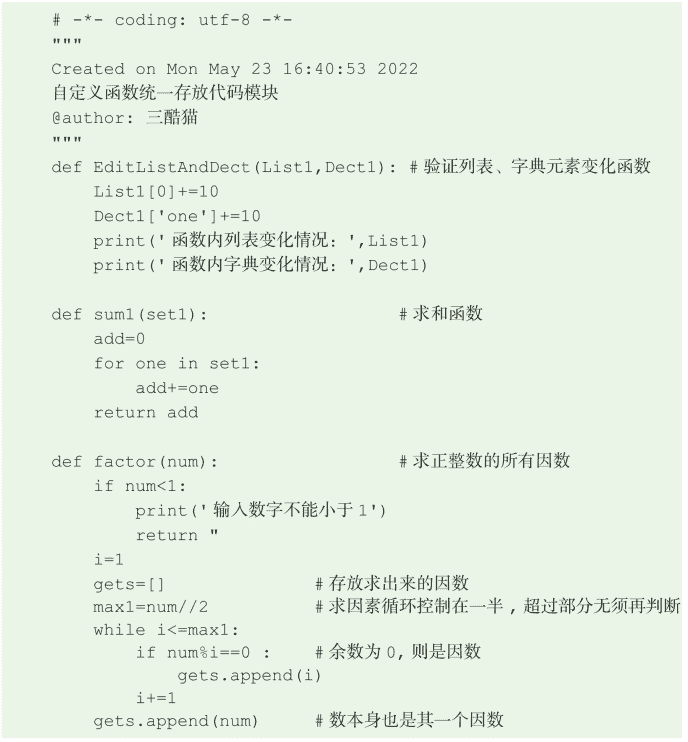 # -*- coding: utf-8 -*-
"""
Created on Mon May 23 16:40:53 2022
自定义函数统一存放代码模块
@author: 三酷猫
"""
def EditListAndDect(List1,Dect1): #验证列表、字典元素变化函数
    List1[0]+=10
    Dect1['one']+=10
    print('函数内列表变化情况：',List1)
    print('函数内字典变化情况：',Dect1)

def sum1(set1):                  #求和函数
    add=0
    for one in set1:
        add+=one
    return add

def factor(num):                 #求正整数的所有因数
    if num<1:
        print('输入数字不能小于1')
        return "
    i=1
    gets=[]              #存放求出来的因数
    max1=num//2          #求因素循环控制在一半，超过部分无须再判断
    while i<=max1:
        if num%i==0 :    #余数为0，则是因数
            gets.append(i)
        i+=1
    gets.append(num)     #数本身也是其一个因数